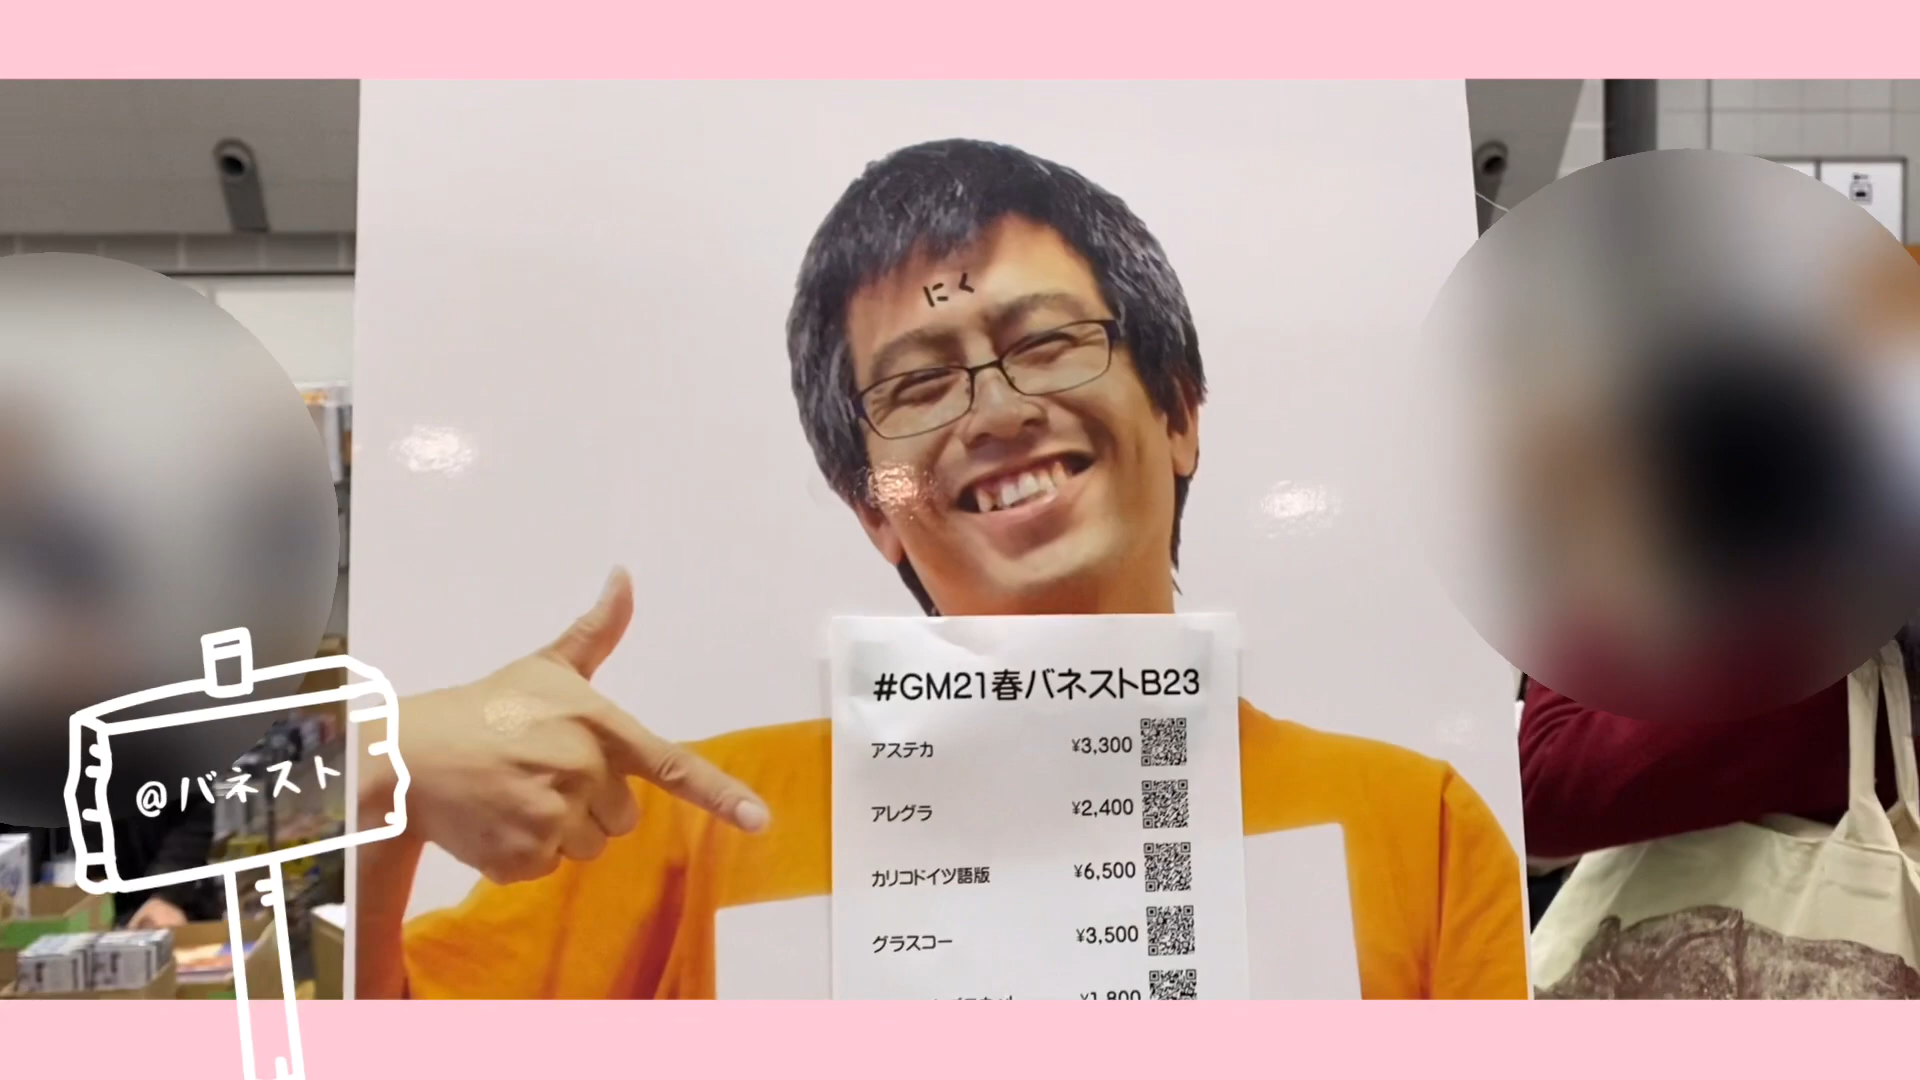 にく
#GM21春バネストB23
アステカ ¥3,300
アレグラ ¥2,400
カリコドイツ語版 ¥6,500
グラスコー ¥3,500
¥1,800
@バネスト